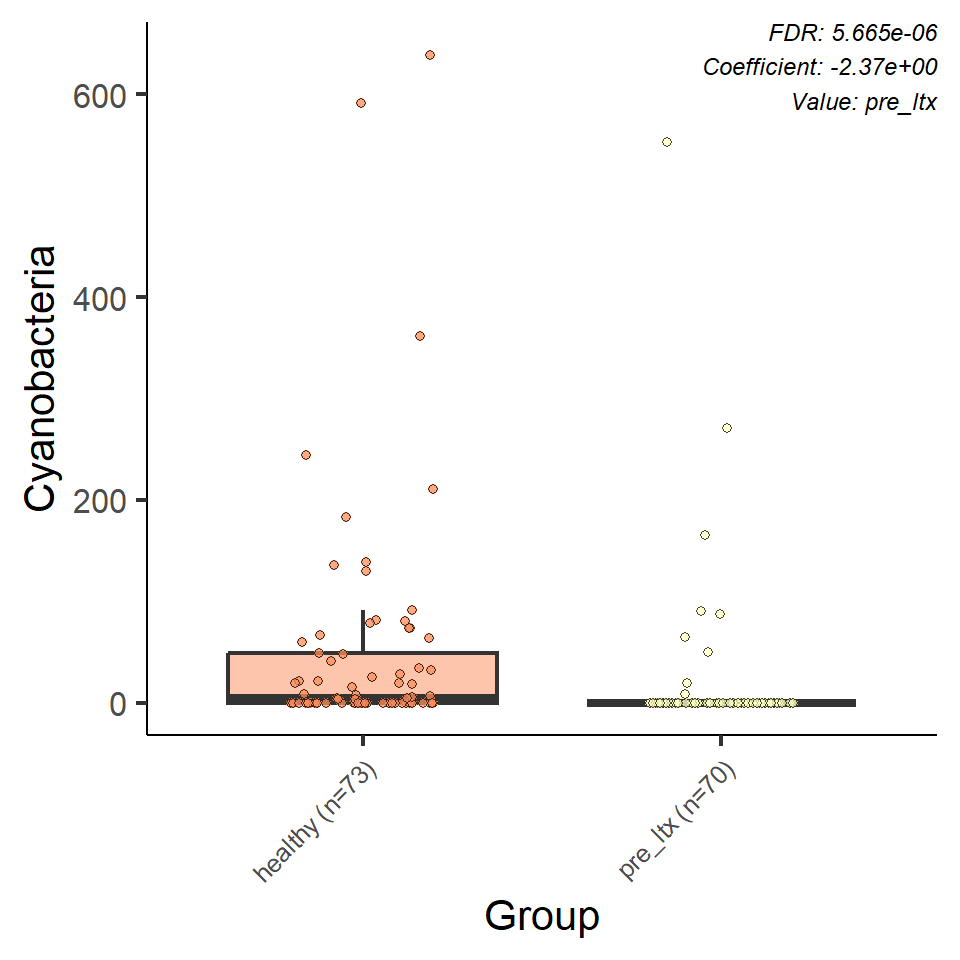 FDR: 5.665e-06
Coefficient: -2.37e+00
Value: pre_ltx
600
400
200
0
Cyanobacteria
healthy (n=73)
pre_ltx (n=70)
Group